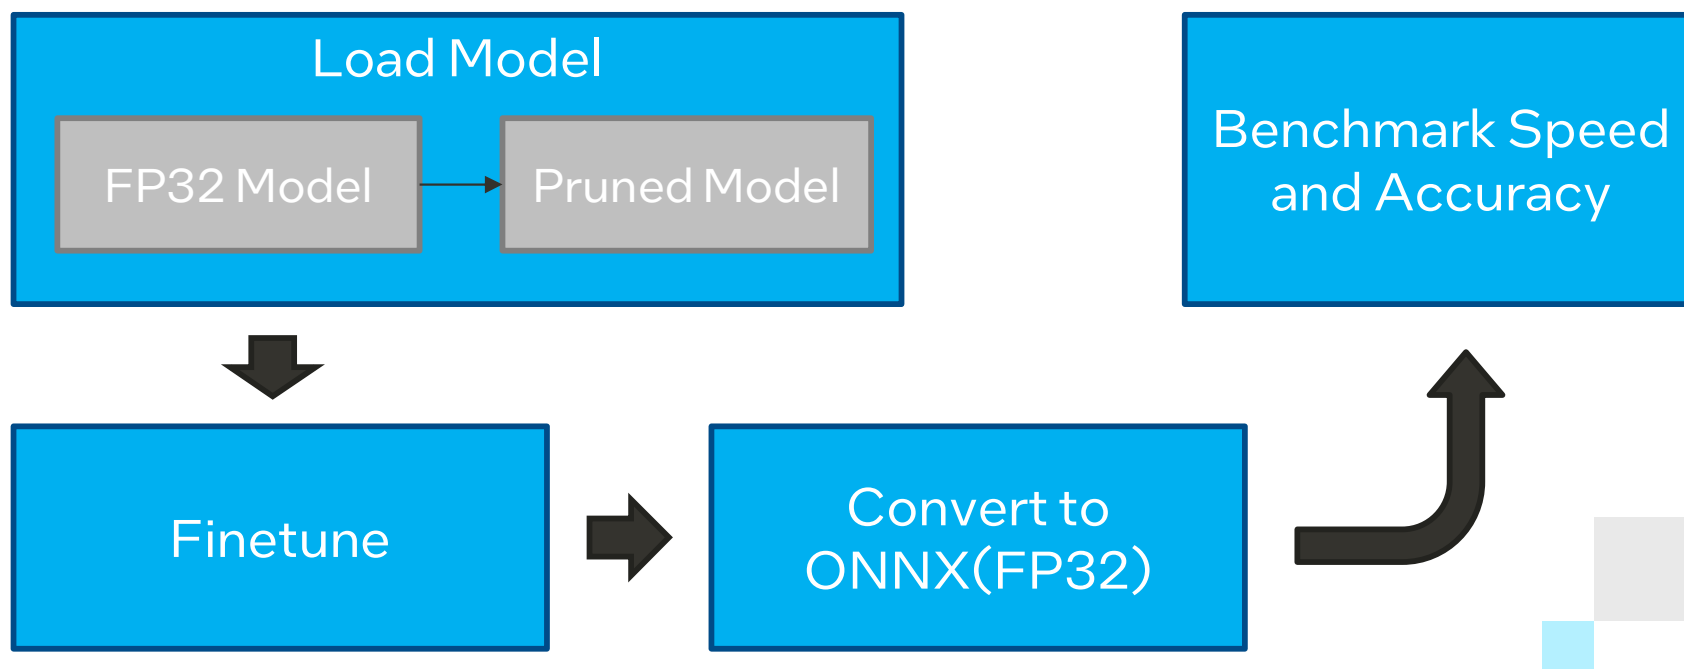 Load Model
FP32 Model
Pruned Model
Finetune
Convert to
ONNX(FP32)
Benchmark Speed
and Accuracy